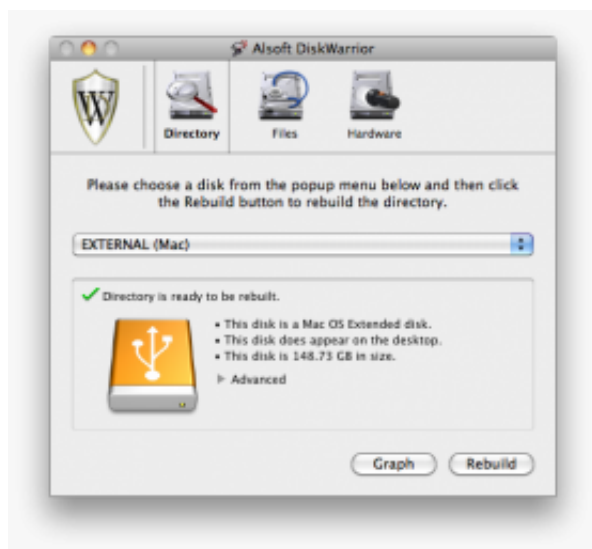 Alsoft DiskWarrior
W
Directory Files Hardware
Please choose a disk from the popup menu below and then click
the Rebuild button to rebuild the directory.
EXTERNAL (Mac)
Directory is ready to be rebuilt.
• This disk is a Mac OS Extended disk.
• This disk does appear on the desktop.
• This disk is 148.73 GB in size.
Advanced
Graph Rebuild